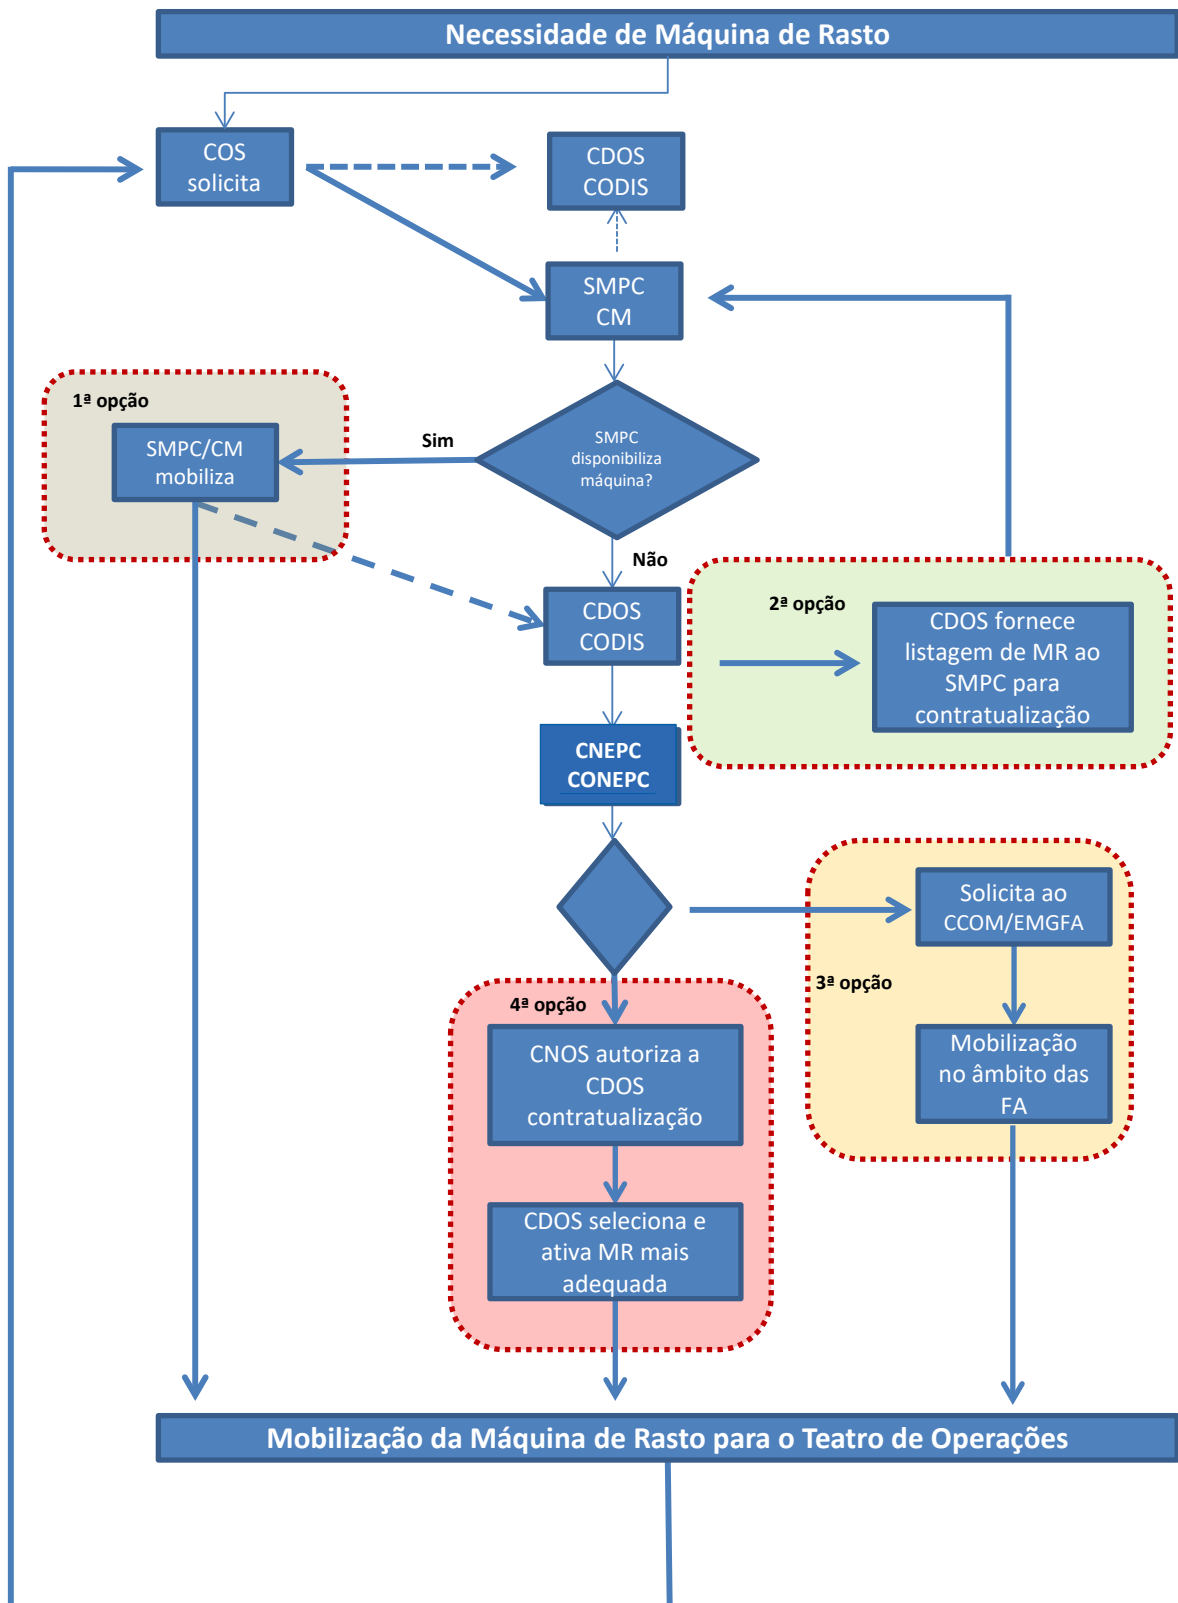 Necessidade de Máquina de Rasto
COS
solicita
CDOS
CODIS
SMPC
CM
1ª opção
SMPC/CM
mobiliza
Sim
SMPC
disponibiliza
máquina?
Não
CDOS
CODIS
2ª opção
CDOS fornece
listagem de MR ao
SMPC para
contratualização
CNEPC
CONEPC
Solicita ao
CCOM/EMGFA
3ª opção
Mobilização
no âmbito das
FA
4ª opção
CNOS autoriza a
CDOS
contratualização
CDOS seleciona e
ativa MR mais
adequada
Mobilização da Máquina de Rasto para o Teatro de Operações